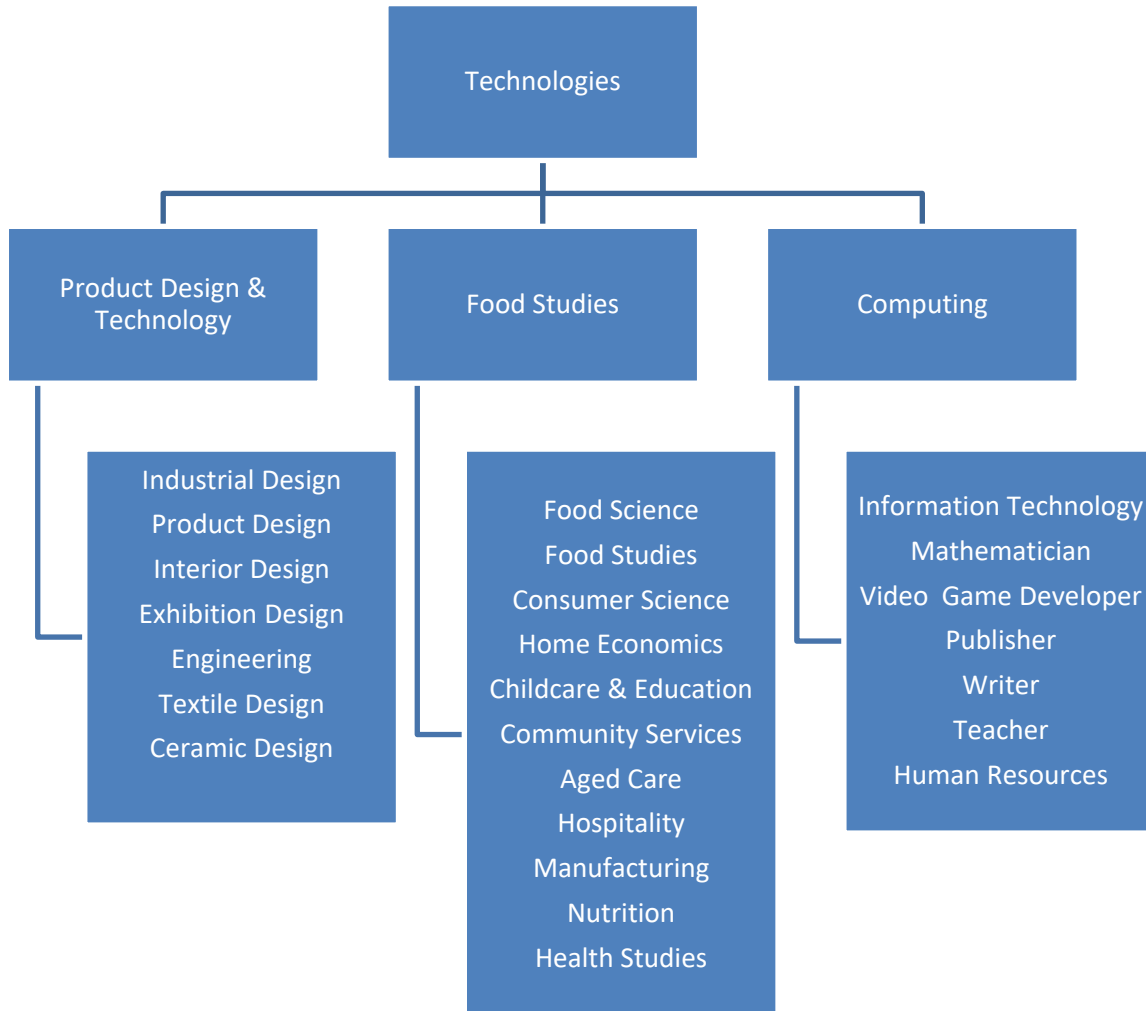 Technologies
Product Design &
Technology
Food Studies
Computing
Industrial Design
Product Design
Interior Design
Exhibition Design
Engineering
Textile Design
Ceramic Design
Food Science
Food Studies
Consumer Science
Home Economics
Childcare & Education
Community Services
Aged Care
Hospitality
Manufacturing
Nutrition
Health Studies
Information Technology
Mathematician
Video  Game Developer
Publisher
Writer
Teacher
Human Resources